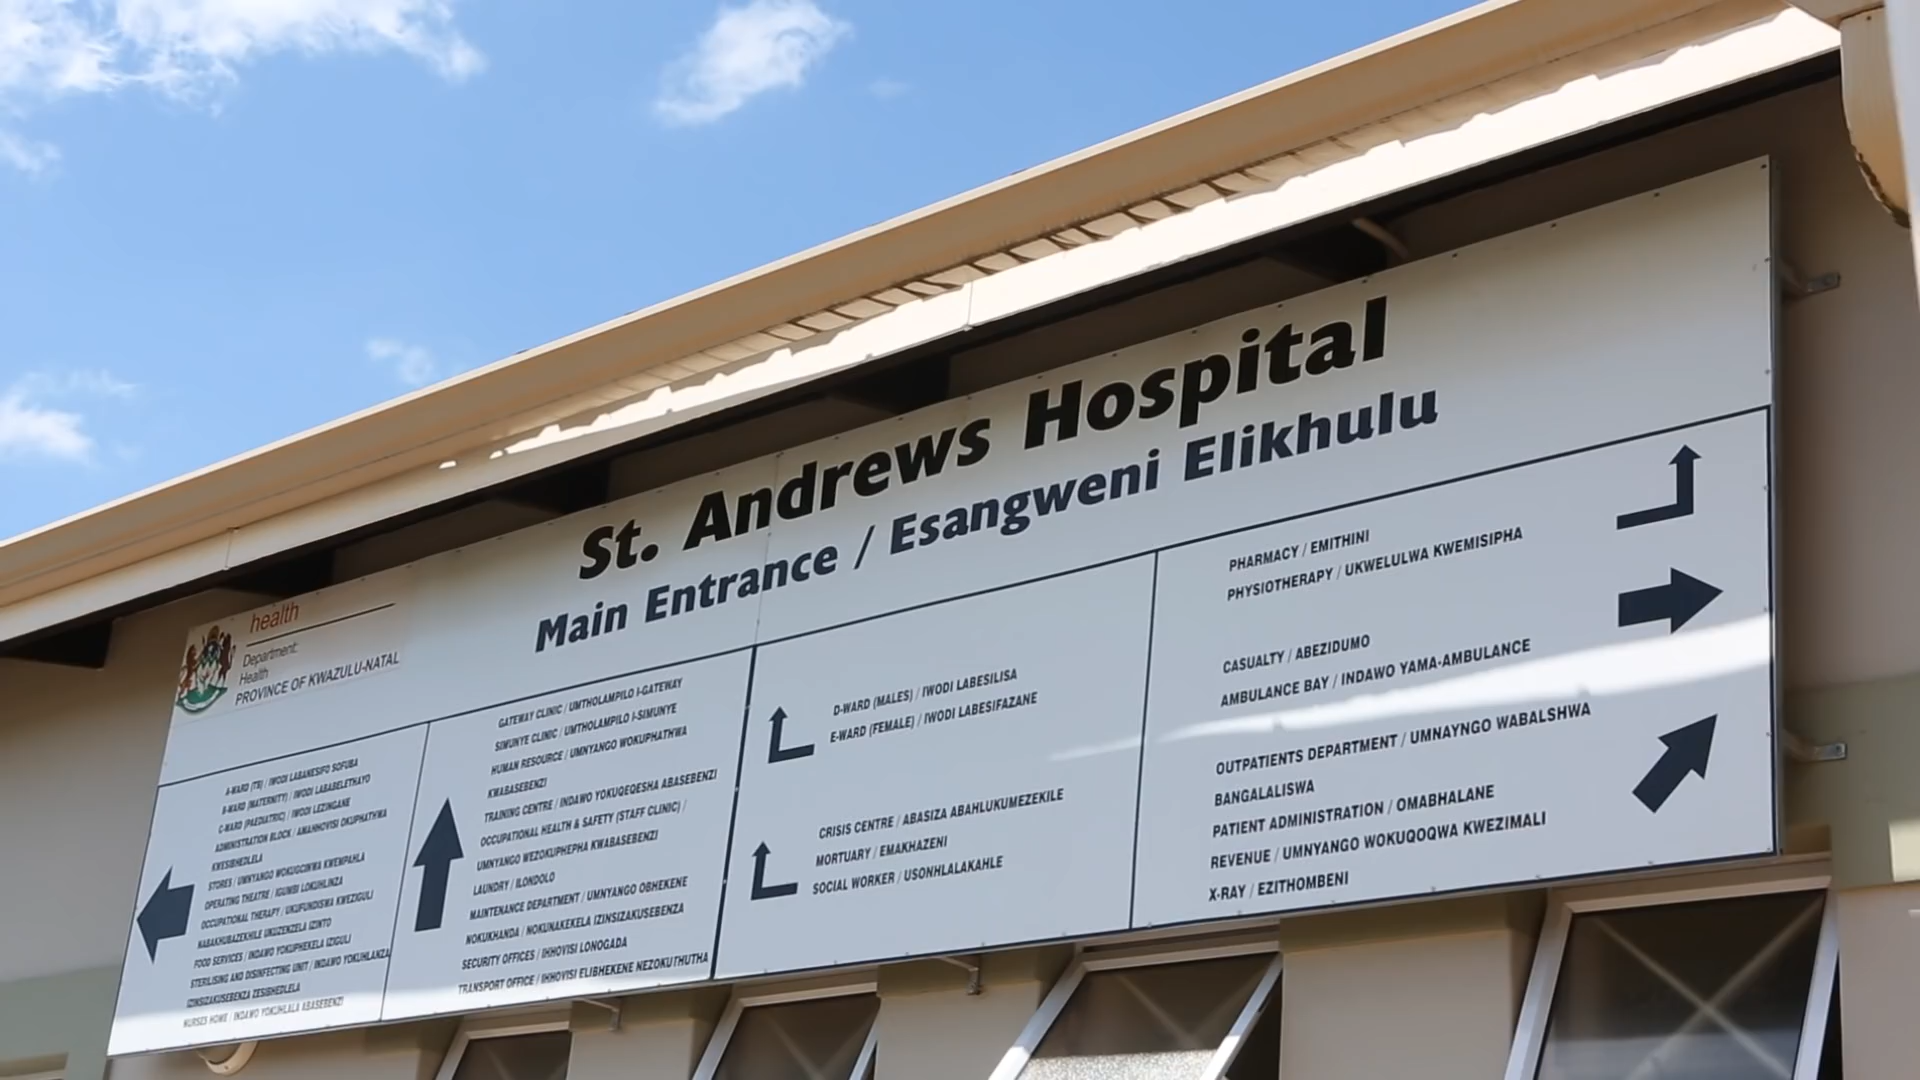 St. Andrews Hospital
Main Entrance / Esangweni Elikhulu
health
Department:
Health
PROVINCE OF KWAZULU-NATAL
A-WARD (TB) / IWODI LABANESIFO SOFUBA
B-WARD (MATERNITY) / IWODI LABABELETHAYO
C-WARD (PAEDIATRIC) / IWODI LEZINGANE
ADMINISTRATION BLOCK / AMAHHOVISI OKUPHATHWA
KWESIBHEDLELA
STORES / UMNYANGO WOKUGCINWA KWEMPAHLA
OPERATING THEATRE / IGUMBI LOKUHLINZA
OCCUPATIONAL THERAPY / UKUFUNDISWA KWEZIGULI
NABAKHUBAZEKHILE UKUZENZELA IZINTO
FOOD SERVICES / INDAWO YOKUPHEKELA IZIGULI
STERILISING AND DISINFECTING UNIT / INDAWO YOKUHLANZA
IZINSIZAKUSEBENZA ZESIBHEDLELA
NURSES HOME / INDAWO YOKUHLALA ABASEBENZI
GATEWAY CLINIC / UMTHOLAMPILO I-GATEWAY
SIMUNYE CLINIC / UMTHOLAMPILO I-SIMUNYE
HUMAN RESOURCE / UMNYANGO WOKUPHATHWA
KWABASEBENZI
TRAINING CENTRE / INDAWO YOKUQEQESHA ABASEBENZI
OCCUPATIONAL HEALTH & SAFETY (STAFF CLINIC) /
UMNYANGO WEZOKUPHEPHA KWABASEBENZI
LAUNDRY / ILONDOLO
MAINTENANCE DEPARTMENT / UMNYANGO OBHEKENE
NOKUKHANDA / NOKUNAKEKELA IZINSIZAKUSEBENZA
SECURITY OFFICES / IHHOVISI LONOGADA
TRANSPORT OFFICE / IHHOVISI ELIBHEKENE NEZOKUTHUTHA
D-WARD (MALES) / IWODI LABESILISA
E-WARD (FEMALE) / IWODI LABESIFAZANE
CRISIS CENTRE / ABASIZA ABAHLUKUMEZEKILE
MORTUARY / EMAKHAZENI
SOCIAL WORKER / USONHLALAKAHLE
PHARMACY / EMITHINI
PHYSIOTHERAPY / UKWELULWA KWEMISIPHA
CASUALTY / ABEZIDUMO
AMBULANCE BAY / INDAWO YAMA-AMBULANCE
OUTPATIENTS DEPARTMENT / UMNAYNGO WABALSHWA
BANGALALISWA
PATIENT ADMINISTRATION / OMABHALANE
REVENUE / UMNYANGO WOKUQOQWA KWEZIMALI
X-RAY / EZITHOMBENI